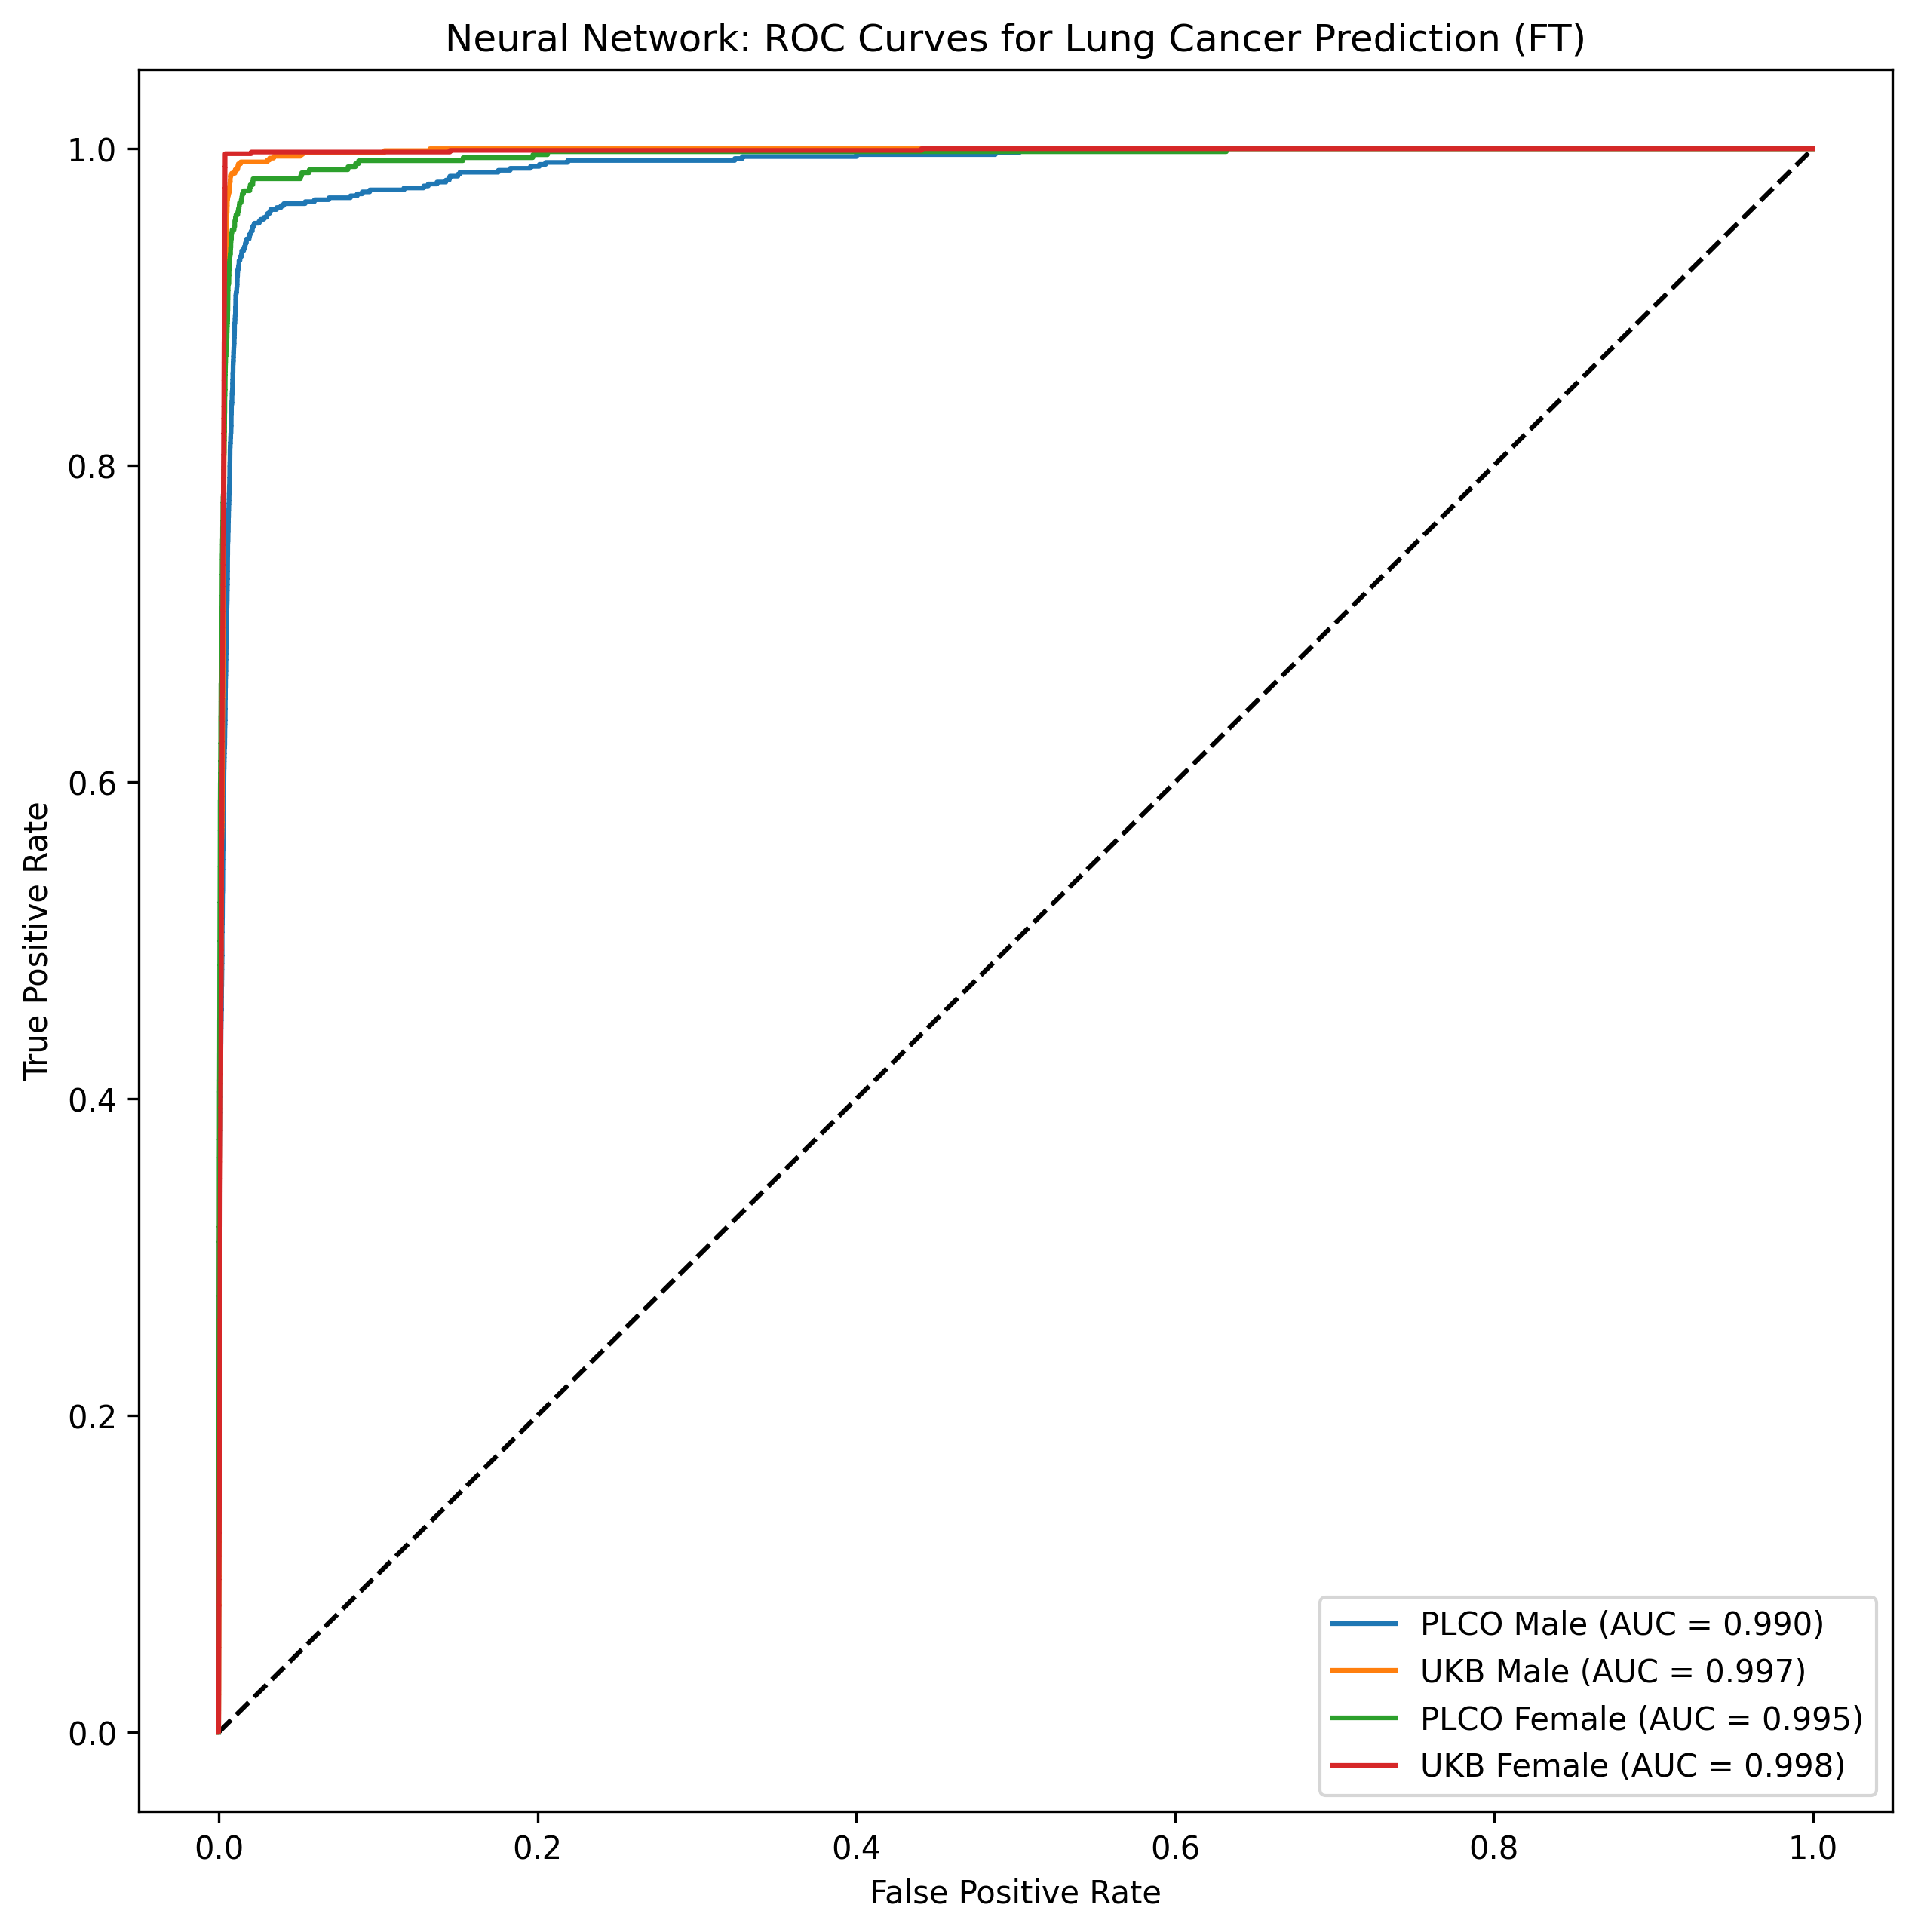 Neural Network: ROC Curves for Lung Cancer Prediction (FT)
True Positive Rate
1.0
0.8
0.6
0.4
0.2
0.0
0.0 0.2 0.4 0.6 0.8 1.0
False Positive Rate
PLCO Male (AUC = 0.990)
UKB Male (AUC = 0.997)
PLCO Female (AUC = 0.995)
UKB Female (AUC = 0.998)